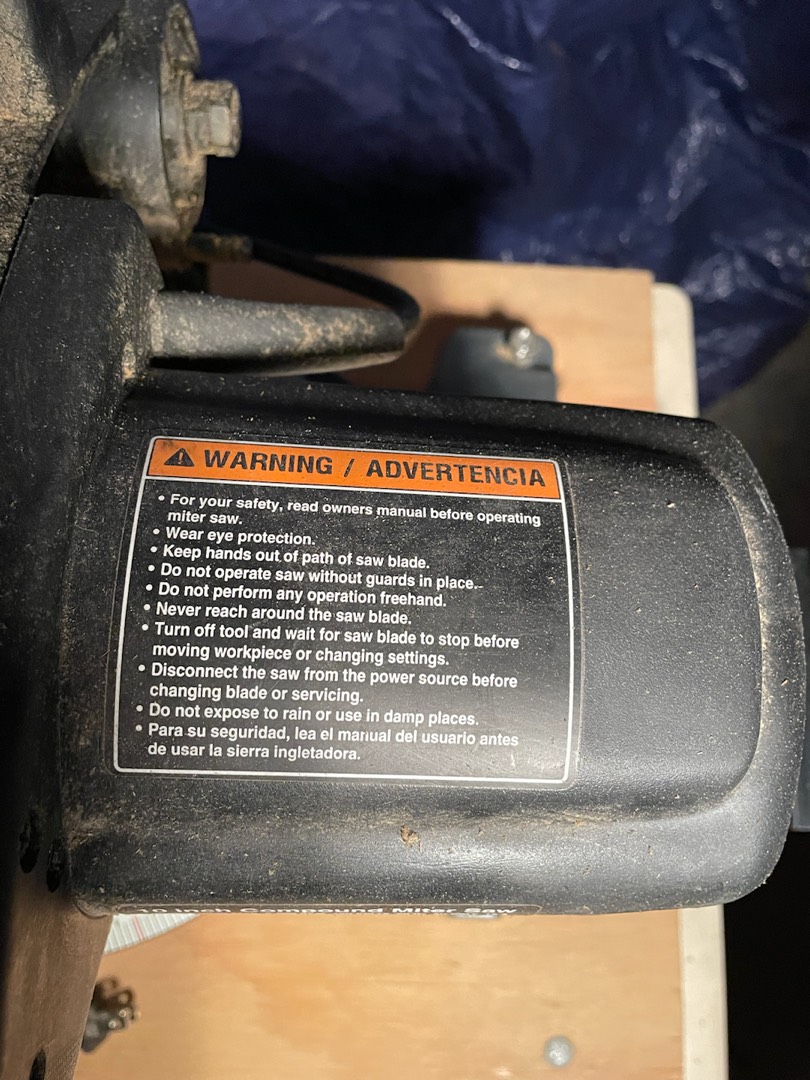 WARNING / ADVERTENCIA
• For your safety, read owners manual before operating
miter saw.
• Wear eye protection.
• Keep hands out of path of saw blade.
• Do not operate saw without guards in place.
• Do not perform any operation freehand.
• Never reach around the saw blade.
• Turn off tool and wait for saw blade to stop before
moving workpiece or changing settings.
• Disconnect the saw from the power source before
changing blade or servicing.
• Do not expose to rain or use in damp places.
• Para su seguridad, lea el manual del usuario antes
de usar la sierra ingletadora.
10 Inch Compound Miter Saw